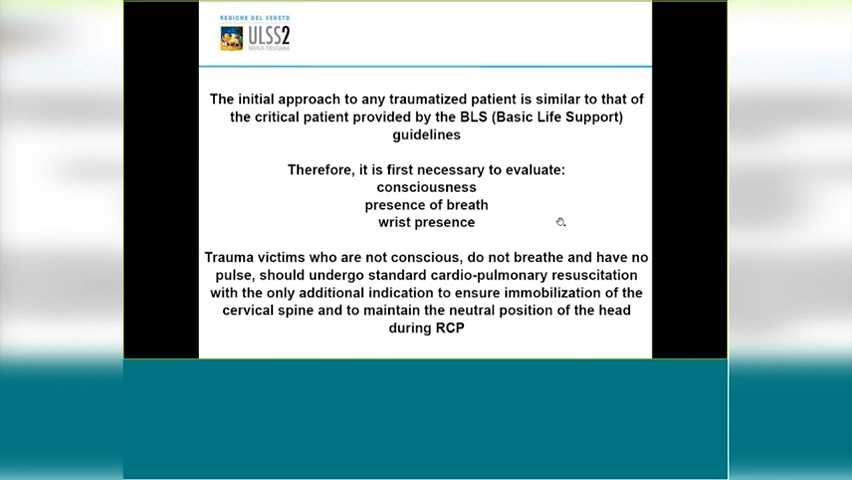 REGIONE DEL VENETO
ULSS2
MARCA TREVIGIANA
The initial approach to any traumatized patient is similar to that of
the critical patient provided by the BLS (Basic Life Support)
guidelines
Therefore, it is first necessary to evaluate:
consciousness
presence of breath
wrist presence
Trauma victims who are not conscious, do not breathe and have no
pulse, should undergo standard cardio-pulmonary resuscitation
with the only additional indication to ensure immobilization of the
cervical spine and to maintain the neutral position of the head
during RCP